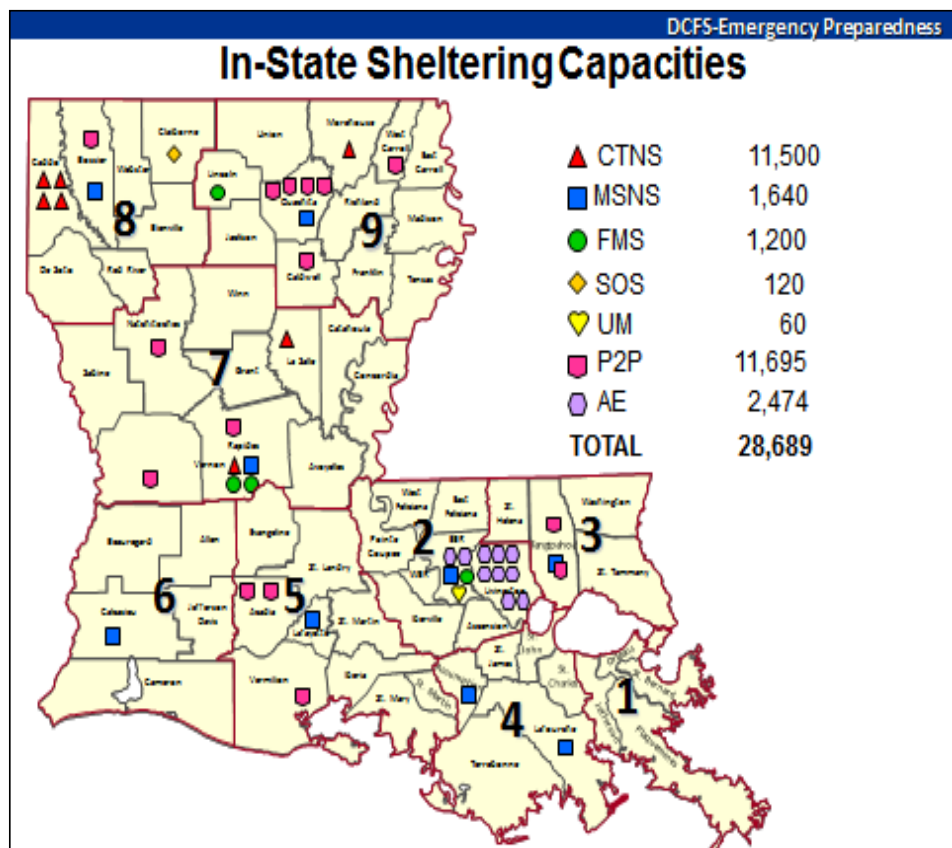 DCFS-Emergency Preparedness
In-State Sheltering Capacities
CTNS 11,500
MSNS 1,640
FMS 1,200
SOS 120
UM 60
P2P 11,695
AE 2,474
TOTAL 28,689
Claiborne
Union
Morehouse
West Carroll
East Carroll
Caddo
Bossier
Webster
Lincoln
Ouachita
Richland
Madison
8
9
Bienville
Jackson
De Soto
Red River
Caldwell
Franklin
Tensas
Winn
Natchitoches
Catahoula
La Salle
Sabine
7
Grant
Concordia
Rapides
Vernon
Avoyelles
West Feliciana
East Feliciana
St. Helena
Washington
Beauregard
Allen
Evangeline
Pointe Coupee
2
EBR
3
St. Landry
WBR
St. Tammany
6
5
Livingston
Calcasieu
Jefferson Davis
Acadia
Lafayette
St. Martin
Iberville
Ascension
St. John
St. James
St. Charles
Cameron
Vermilion
Iberia
St. Mary
St. Martin
4
1
Orleans
St. Bernard
Jefferson
Plaquemines
Lafourche
Terrebonne